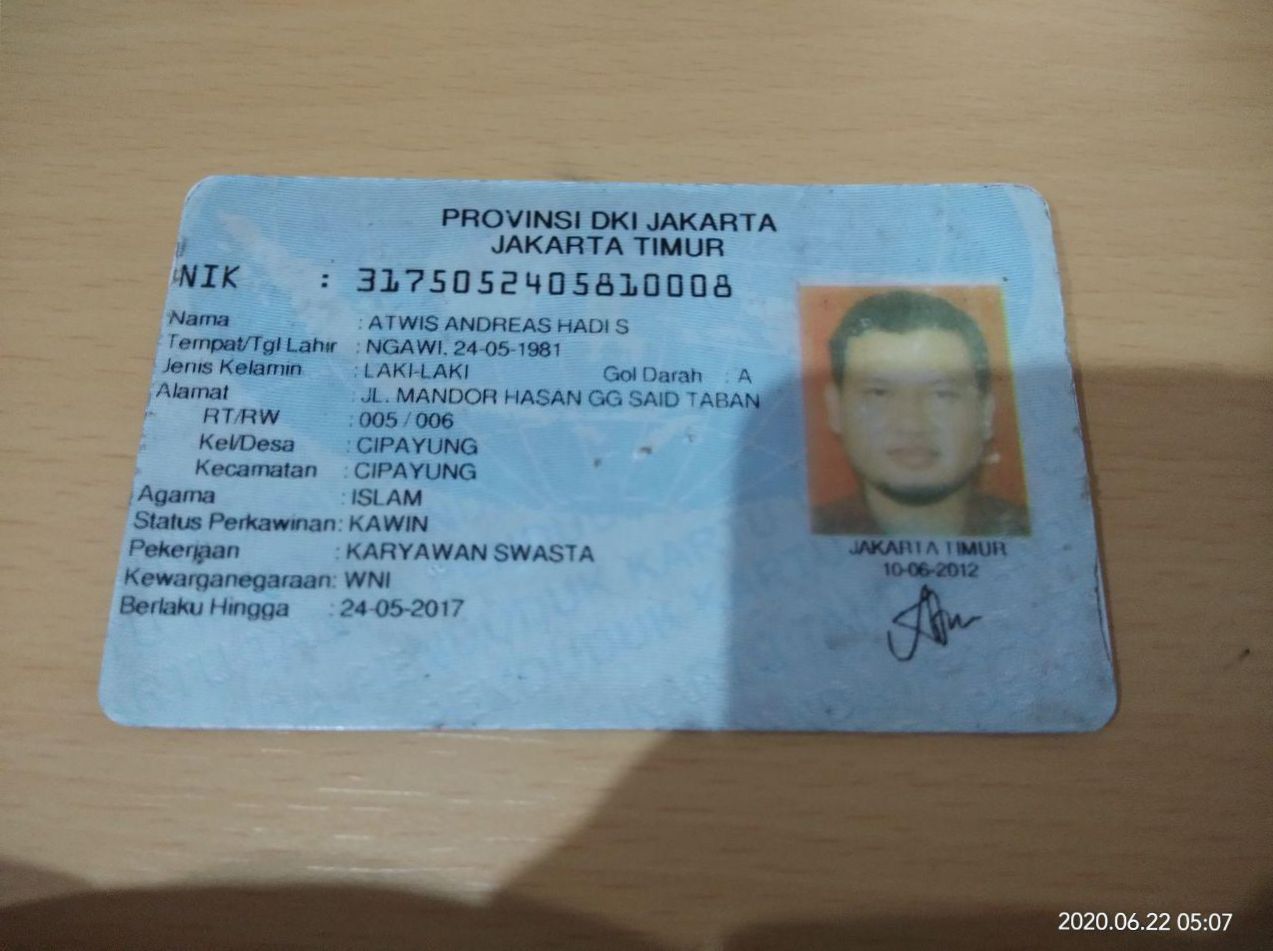 PROVINSI DKI JAKARTA
JAKARTA TIMUR
NIK : 3175052405810008
Nama : ATWIS ANDREAS HADI S
Tempat/Tgl Lahir : NGAWI, 24-05-1981
Jenis Kelamin : LAKI-LAKI Gol Darah : A
Alamat : JL. MANDOR HASAN GG SAID TABAN
RT/RW : 005 / 006
Kel/Desa : CIPAYUNG
Kecamatan : CIPAYUNG
Agama : ISLAM
Status Perkawinan: KAWIN
Pekerjaan : KARYAWAN SWASTA
Kewarganegaraan: WNI
Berlaku Hingga : 24-05-2017
JAKARTA TIMUR
10-06-2012
2020.06.22 05:07